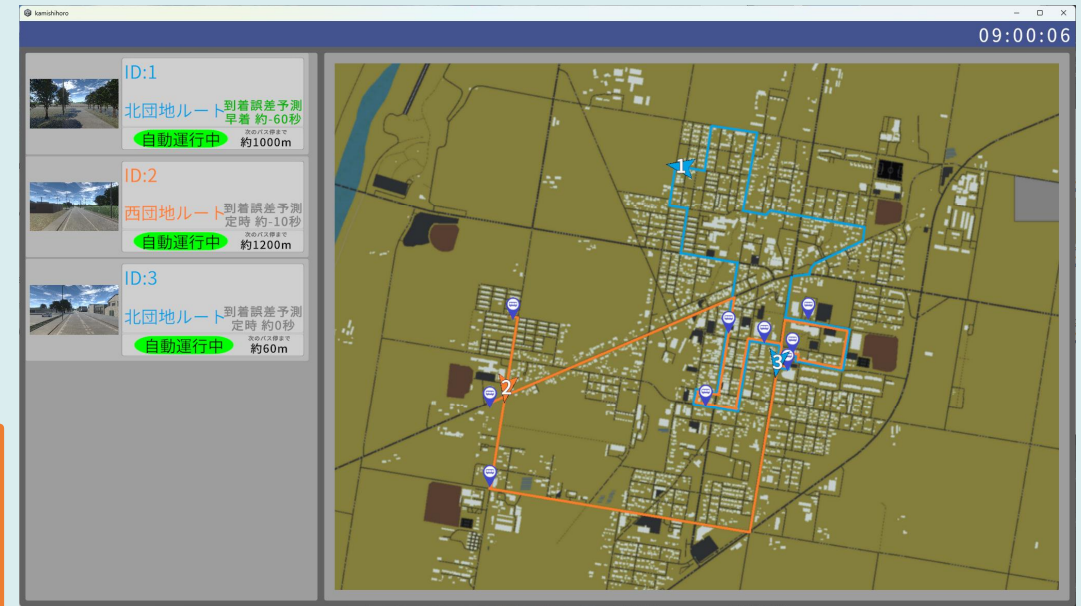 kamishihoro
09:00:06
ID:1
北団地ルート
到着誤差予測
早着 約-60秒
自動運行中
次のバス停まで
約1000m
ID:2
西団地ルート
到着誤差予測
定時 約-10秒
自動運行中
次のバス停まで
約1200m
ID:3
北団地ルート
到着誤差予測
定時 約0秒
自動運行中
次のバス停まで
約60m
1
2
3